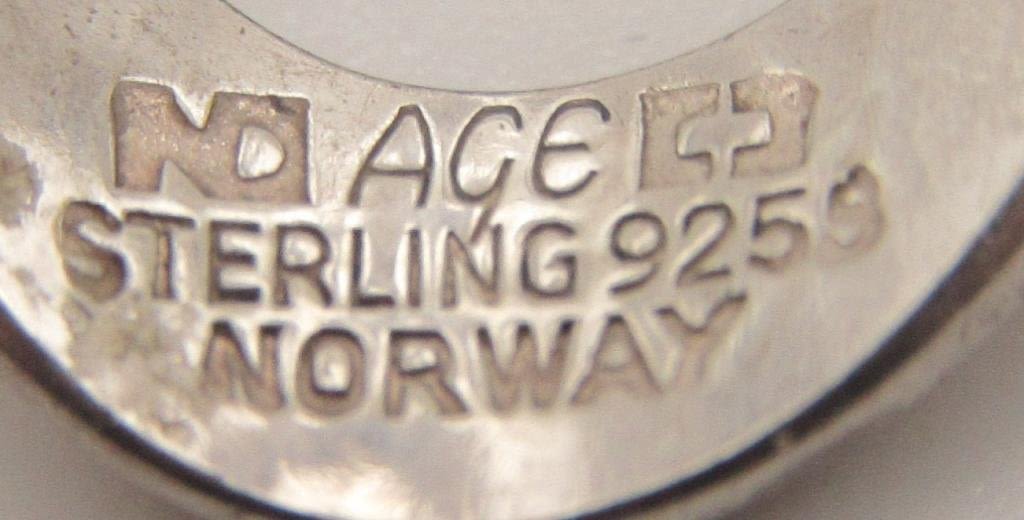 ND AGE
STERLING 925S
NORWAY